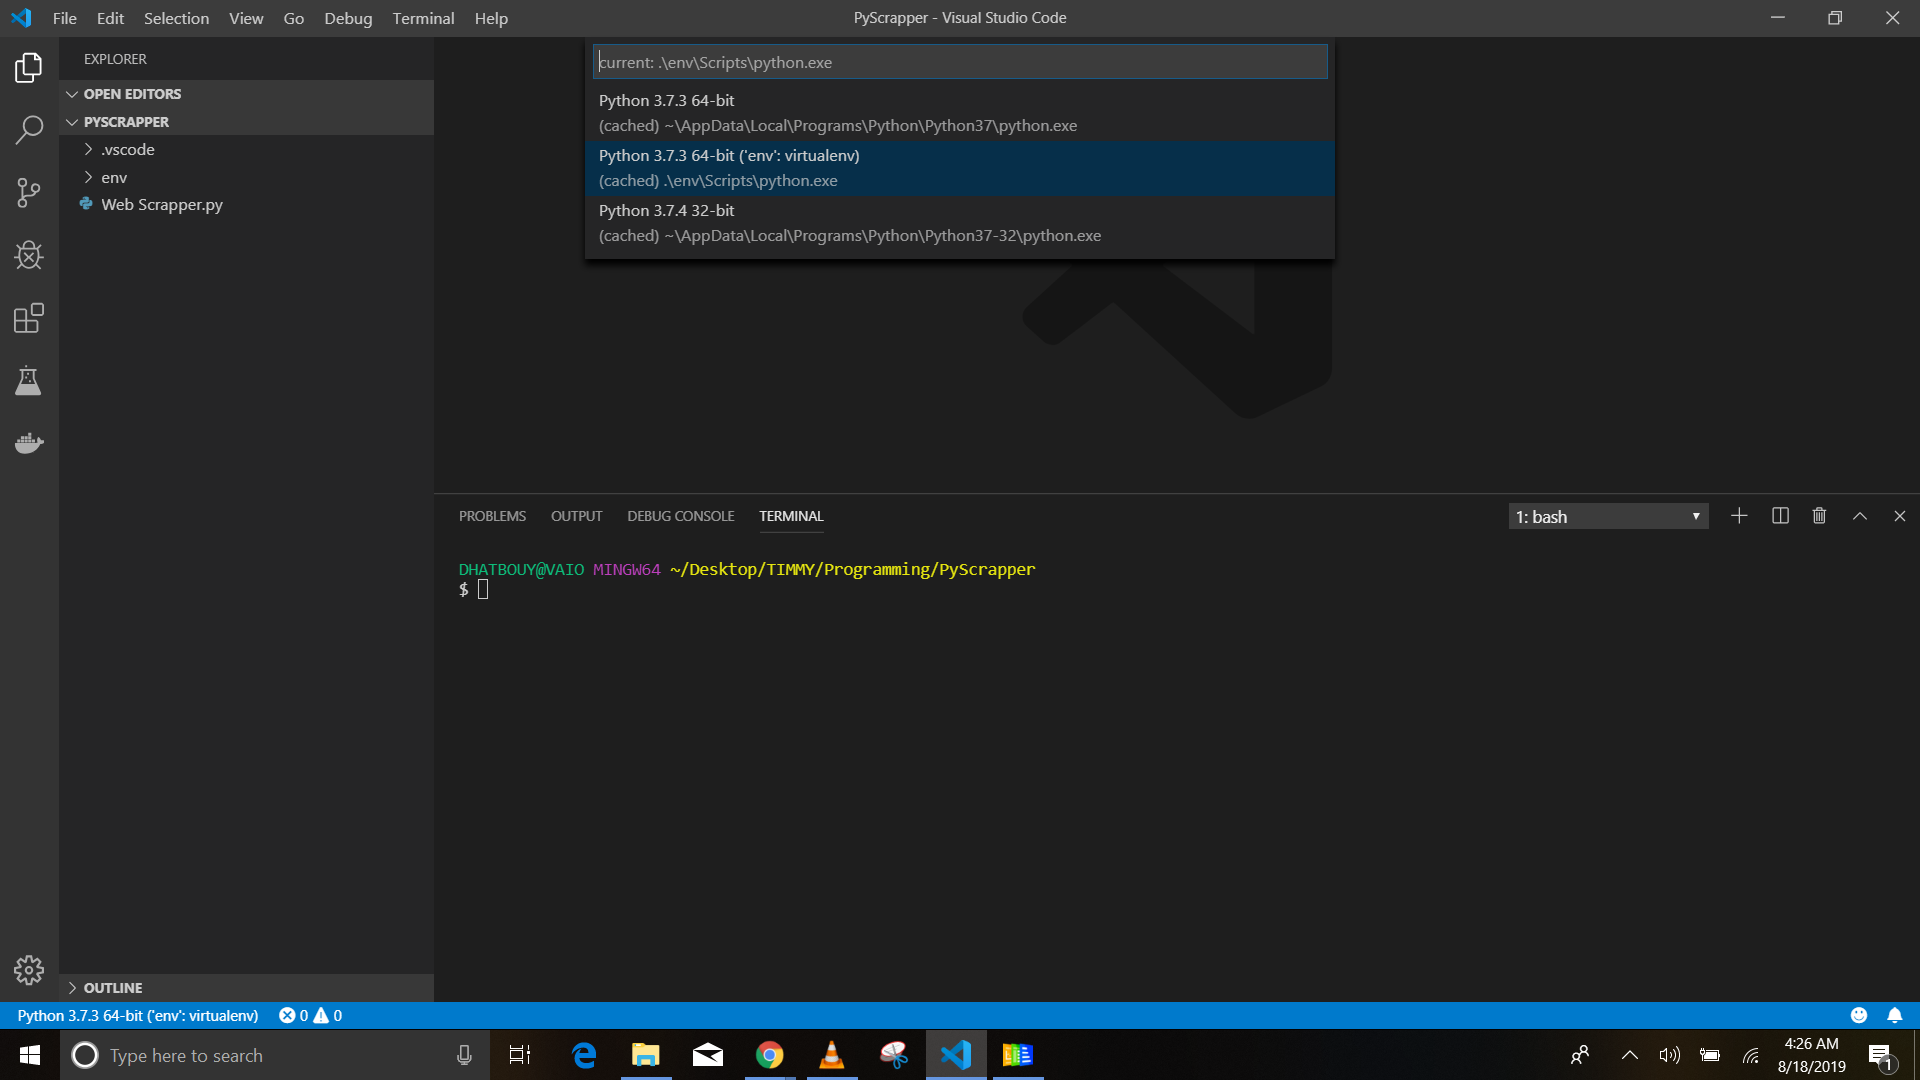 File Edit Selection View Go Debug Terminal Help
PyScrapper - Visual Studio Code
EXPLORER
OPEN EDITORS
PYSCRAPPER
.vscode
env
Web Scrapper.py
OUTLINE
current: .\env\Scripts\python.exe
Python 3.7.3 64-bit
(cached) ~\AppData\Local\Programs\Python\Python37\python.exe
Python 3.7.3 64-bit ('env': virtualenv)
(cached) .\env\Scripts\python.exe
Python 3.7.4 32-bit
(cached) ~\AppData\Local\Programs\Python\Python37-32\python.exe
PROBLEMS OUTPUT DEBUG CONSOLE TERMINAL
1: bash
DHATBOUY@VAIO MINGW64 ~/Desktop/TIMMY/Programming/PyScrapper
$
Python 3.7.3 64-bit ('env': virtualenv) 0 0
Type here to search
4:26 AM
8/18/2019
1